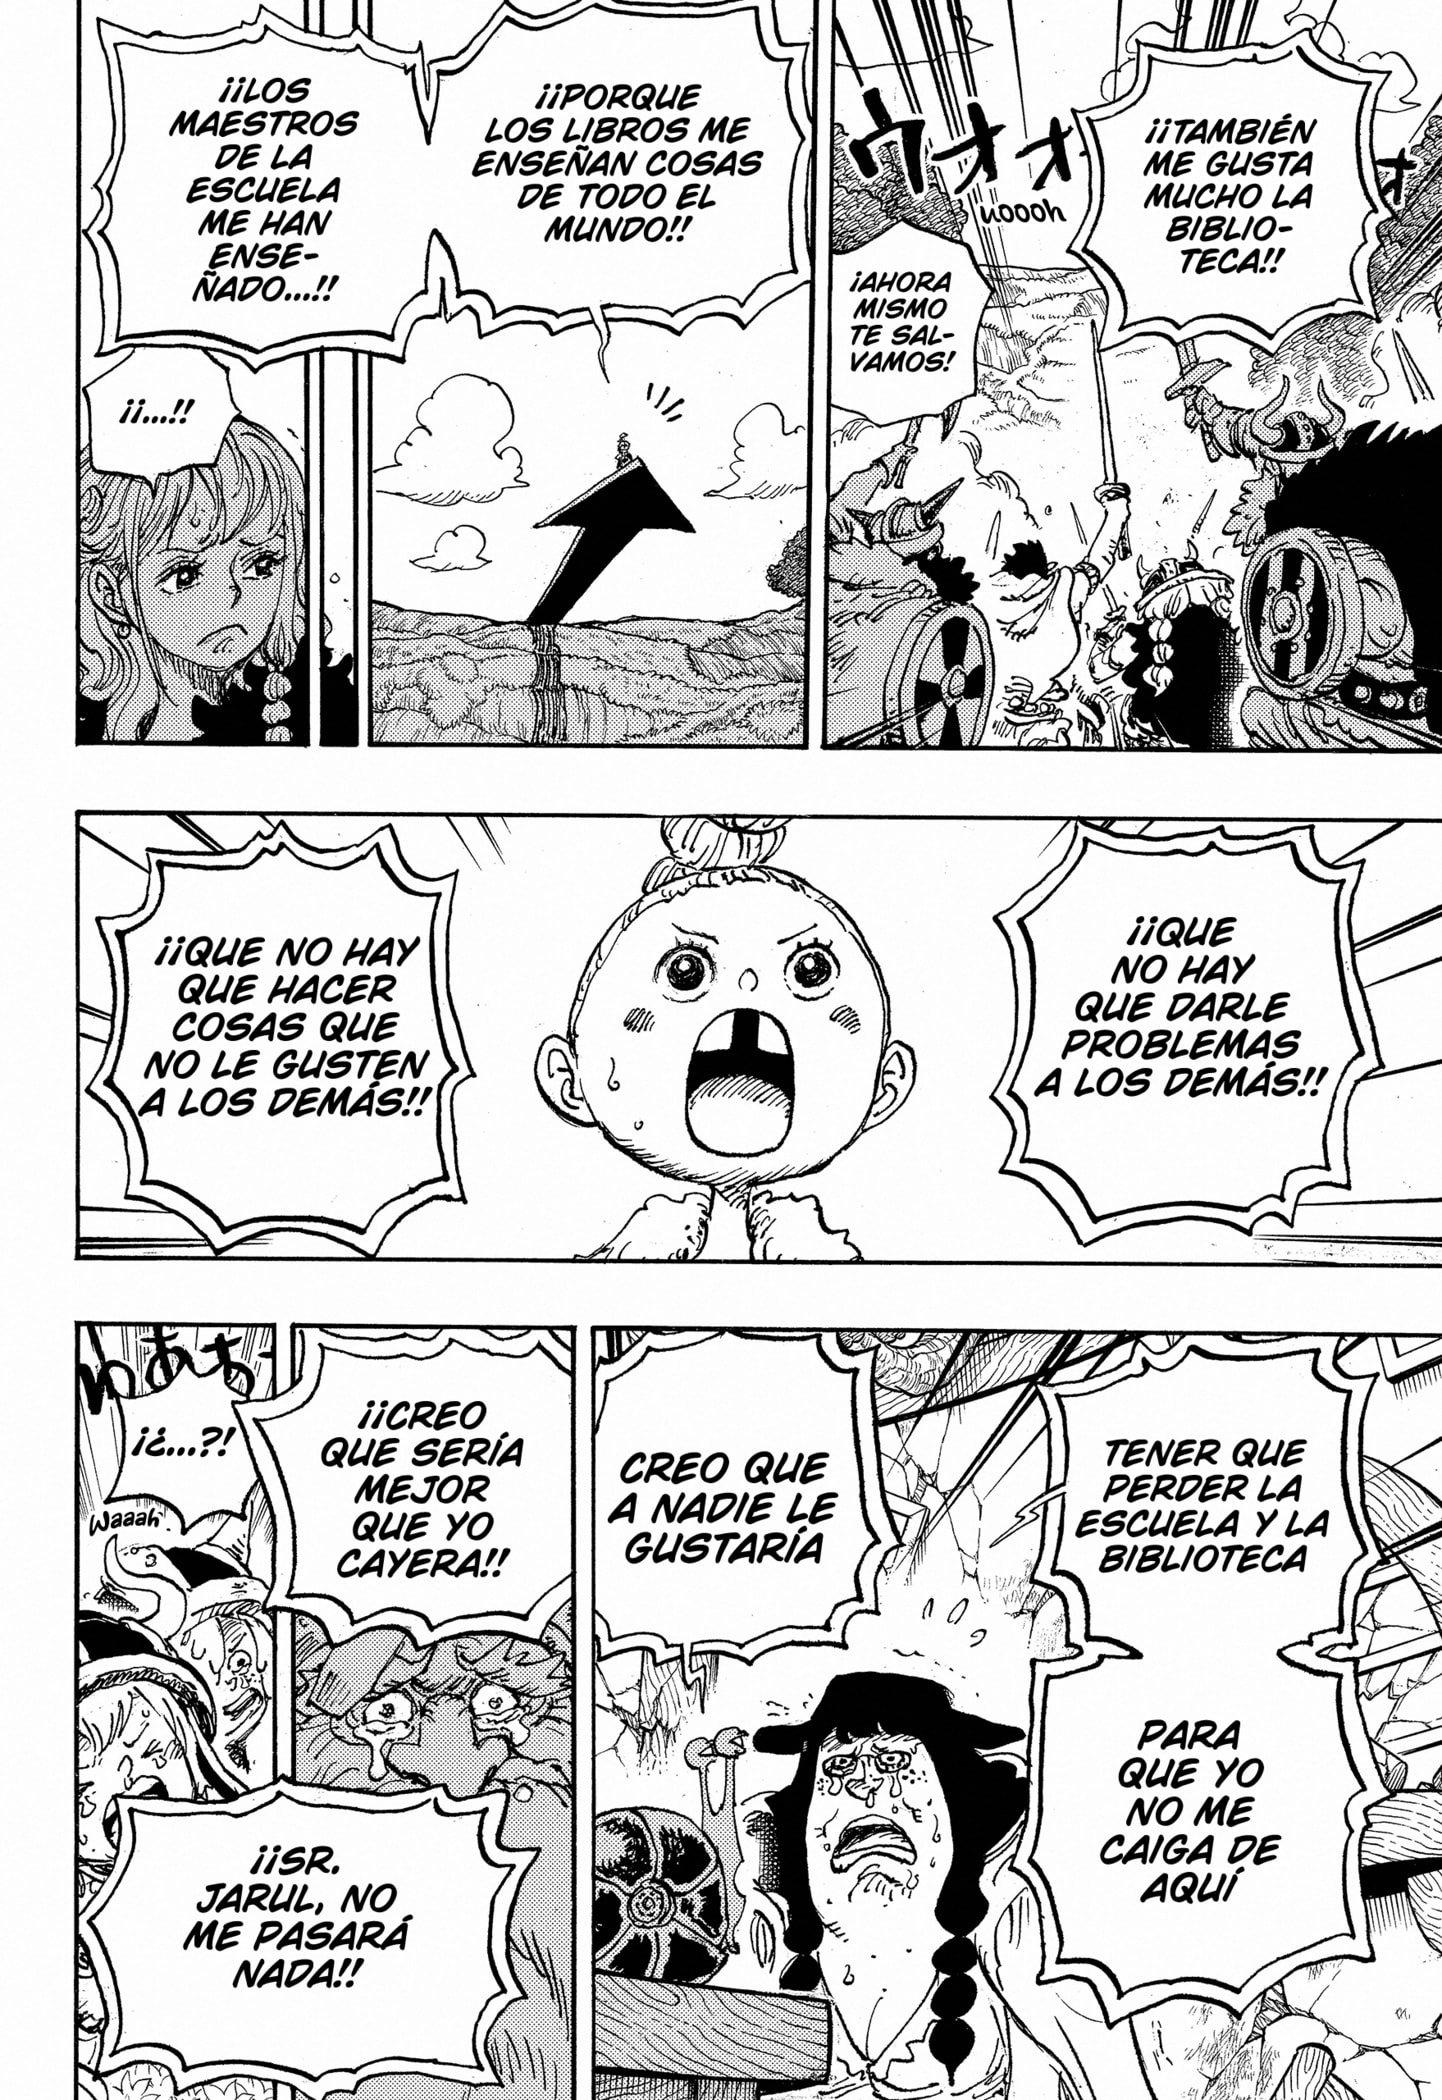 ¡¡TAMBIÉN
ME GUSTA
MUCHO LA
BIBLIO-
TECA!!
ウオオ
オ
uoooh
¡AHORA
MISMO
TE SAL-
VAMOS!
¡¡PORQUE
LOS LIBROS ME
ENSEÑAN COSAS
DE TODO EL
MUNDO!!
¡¡LOS
MAESTROS
DE LA
ESCUELA
ME HAN
ENSE-
ÑADO...!!
¡¡...!!
¡¡QUE
NO HAY
QUE DARLE
PROBLEMAS
A LOS DEMÁS!!
¡¡QUE NO HAY
QUE HACER
COSAS QUE
NO LE GUSTEN
A LOS DEMÁS!!
TENER QUE
PERDER LA
ESCUELA Y LA
BIBLIOTECA
PARA
QUE YO
NO ME
CAIGA DE
AQUÍ
CREO QUE
A NADIE LE
GUSTARÍA
¡¡CREO
QUE SERÍA
MEJOR
QUE YO
CAYERA!!
わああ
¡¿...?!
Waaah
¡¡SR.
JARUL, NO
ME PASARÁ
NADA!!